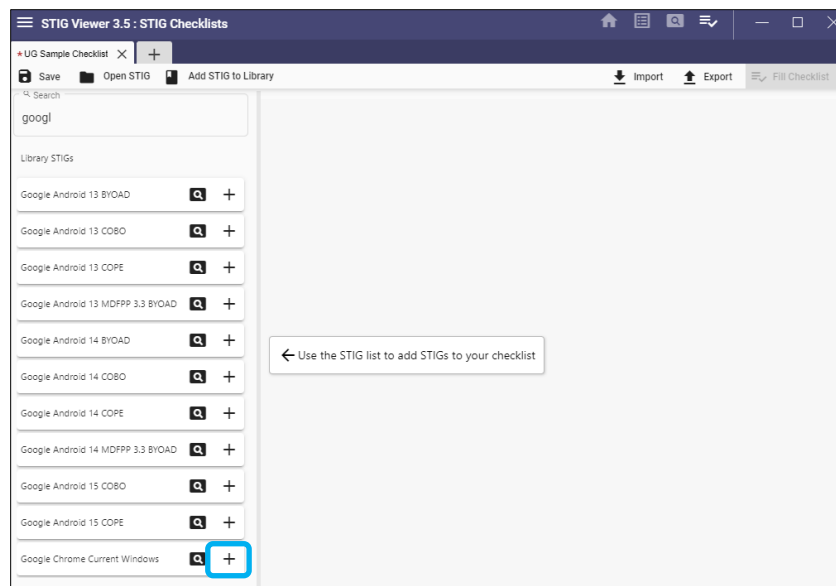 STIG Viewer 3.5 : STIG Checklists
*UG Sample Checklist
Save Open STIG Add STIG to Library Import Export Fill Checklist
Search
googl
Library STIGs
Google Android 13 BYOAD
Google Android 13 COBO
Google Android 13 COPE
Google Android 13 MDFPP 3.3 BYOAD
Google Android 14 BYOAD
Use the STIG list to add STIGs to your checklist
Google Android 14 COBO
Google Android 14 COPE
Google Android 14 MDFPP 3.3 BYOAD
Google Android 15 COBO
Google Android 15 COPE
Google Chrome Current Windows